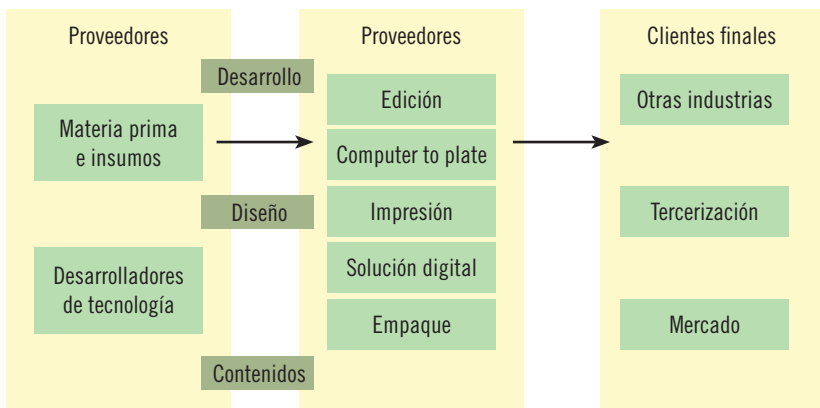 Proveedores
Materia prima
e insumos
Desarrolladores
de tecnología
Desarrollo
Diseño
Contenidos
Proveedores
Edición
Computer to plate
Impresión
Solución digital
Empaque
Clientes finales
Otras industrias
Tercerización
Mercado